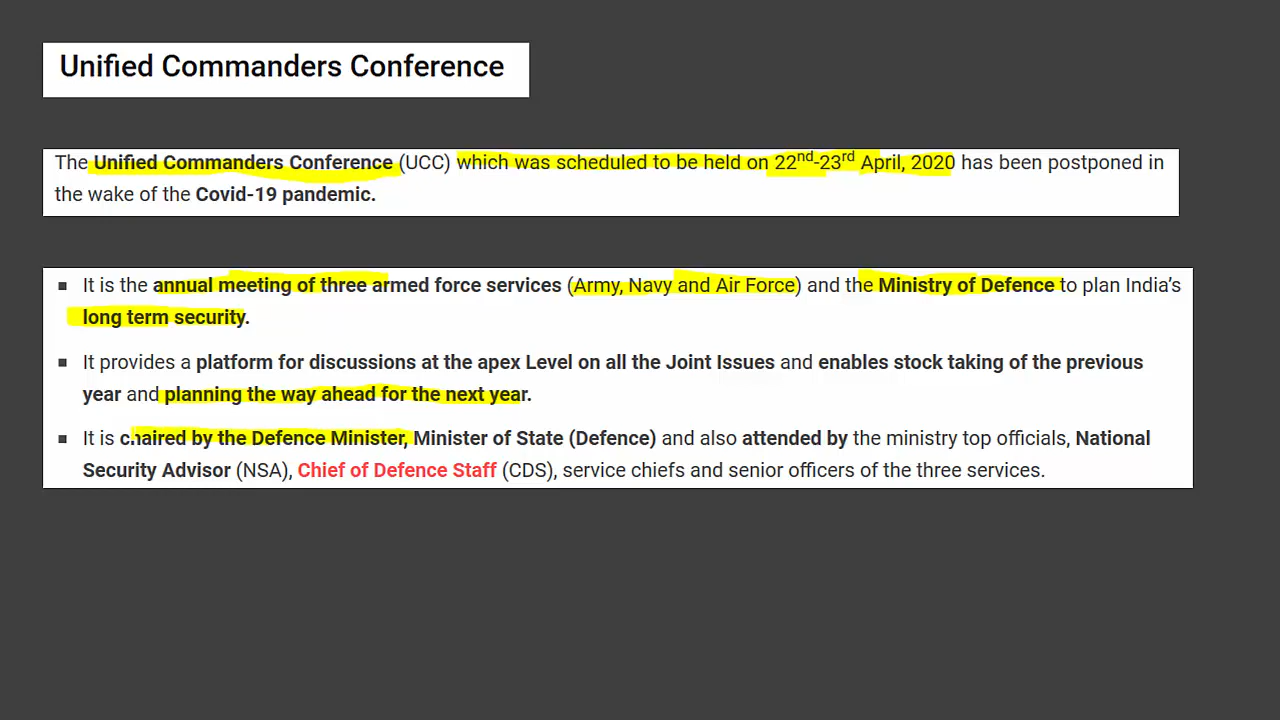 Unified Commanders Conference
The Unified Commanders Conference (UCC) which was scheduled to be held on 22nd-23rd April, 2020 has been postponed in
the wake of the Covid-19 pandemic.
▪ It is the annual meeting of three armed force services (Army, Navy and Air Force) and the Ministry of Defence to plan India's
long term security.
▪ It provides a platform for discussions at the apex Level on all the Joint Issues and enables stock taking of the previous
year and planning the way ahead for the next year.
▪ It is chaired by the Defence Minister, Minister of State (Defence) and also attended by the ministry top officials, National
Security Advisor (NSA), Chief of Defence Staff (CDS), service chiefs and senior officers of the three services.